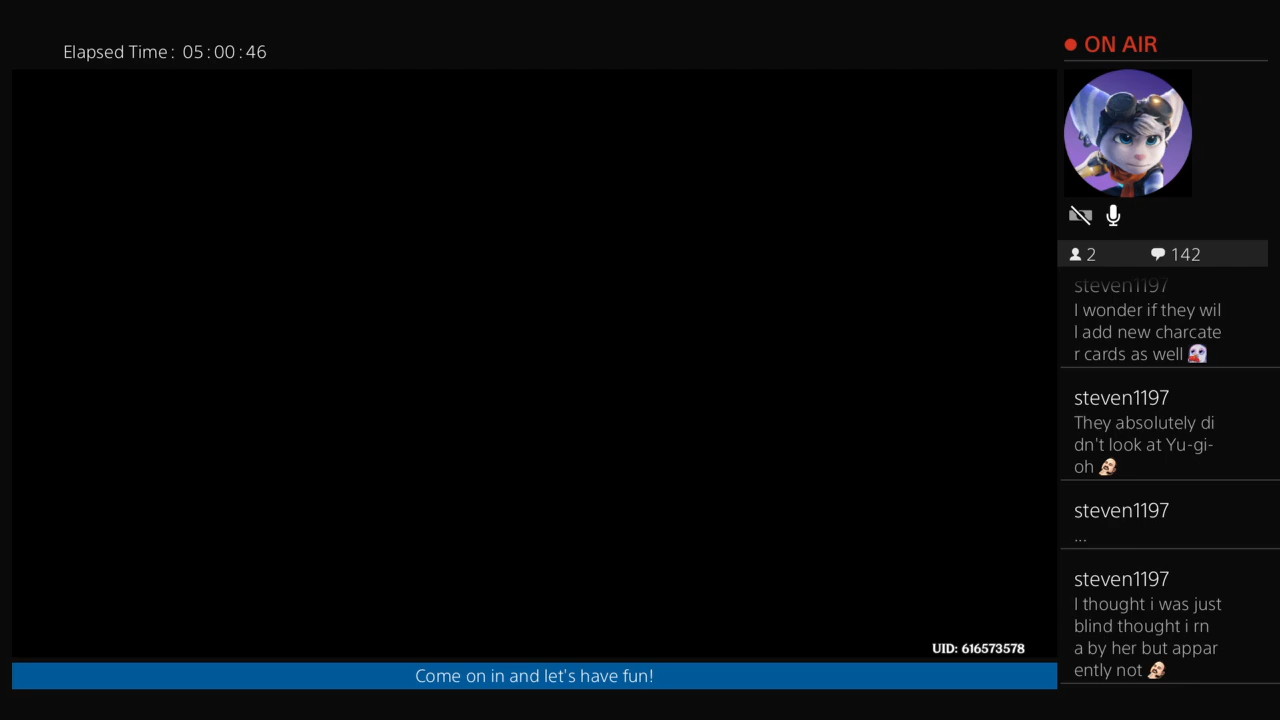 Elapsed Time: 05:00:46
ON AIR
2 142
steven1197
I wonder if they wil
l add new charcate
r cards as well
steven1197
They absolutely di
dn't look at Yu-gi-
oh
steven1197
...
steven1197
I thought i was just
blind thought i rn
a by her but appar
ently not
UID: 616573578
Come on in and let's have fun!